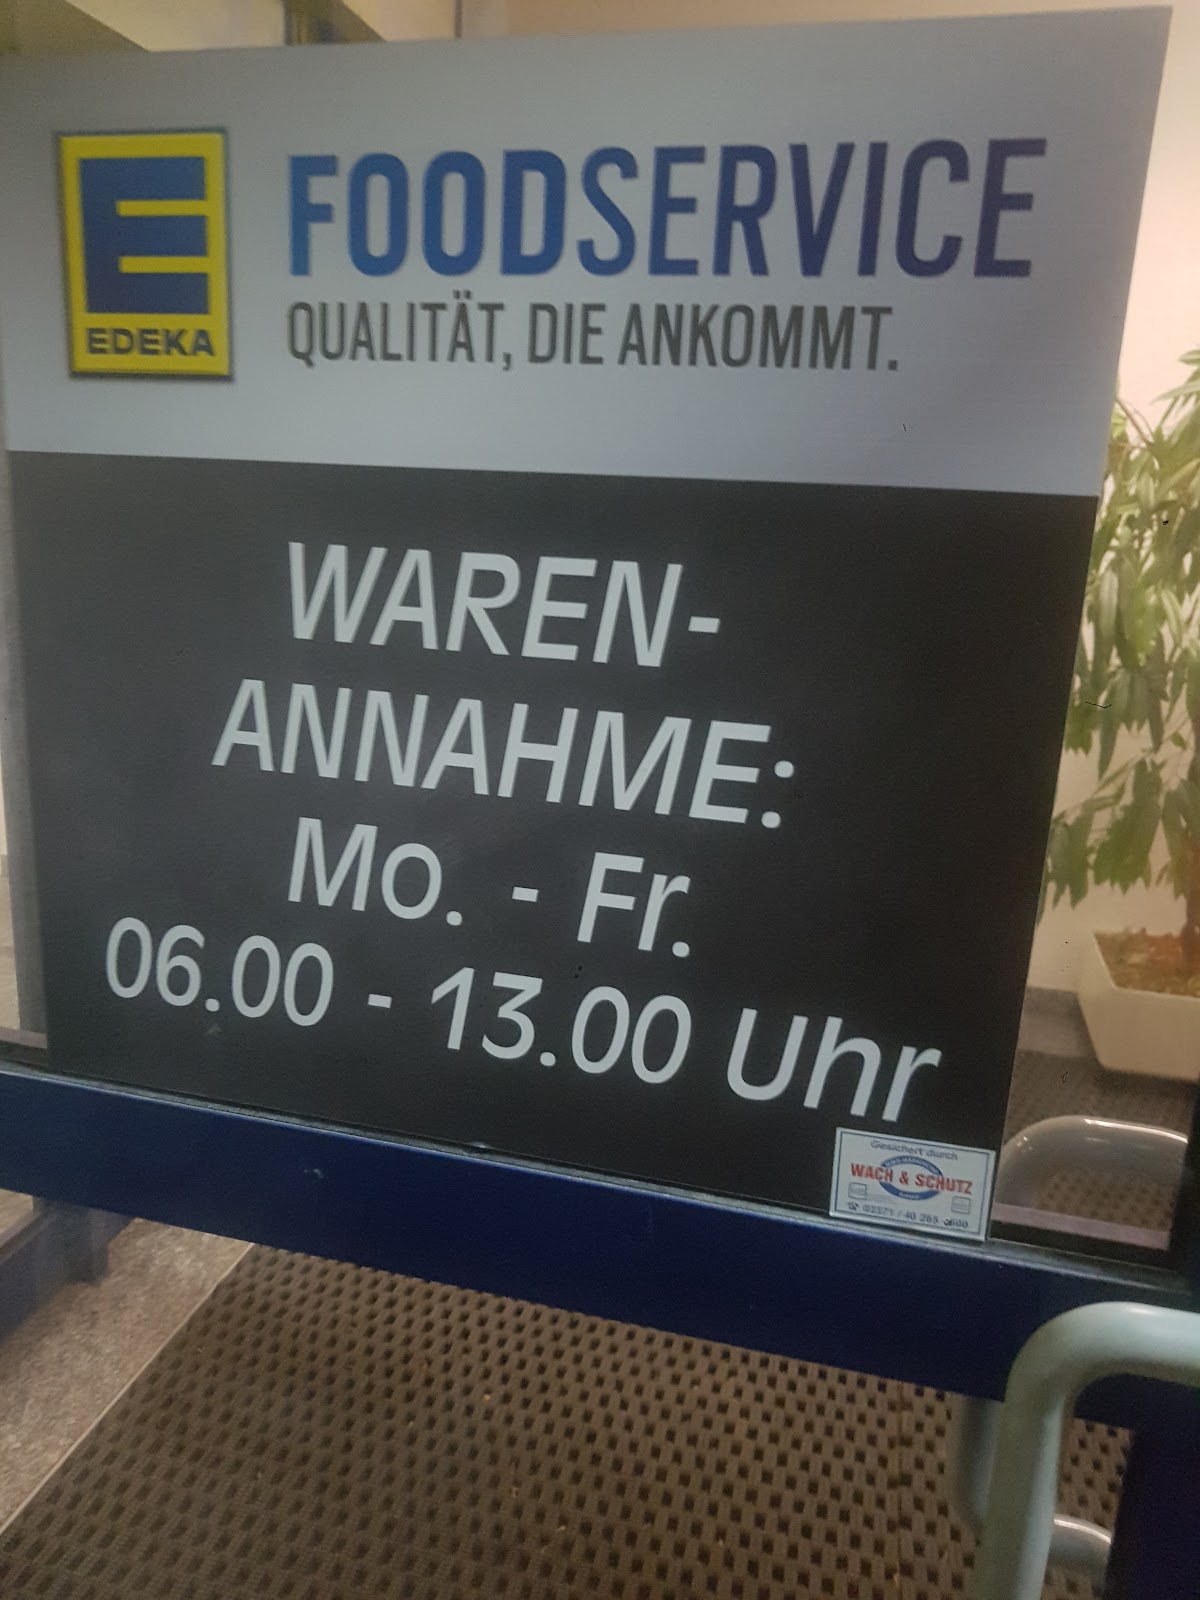 EDEKA
FOODSERVICE
QUALITÄT, DIE ANKOMMT.
WAREN-
ANNAHME:
Mo. - Fr.
06.00 - 13.00 Uhr
Gesichert durch
WACH & SCHUTZ